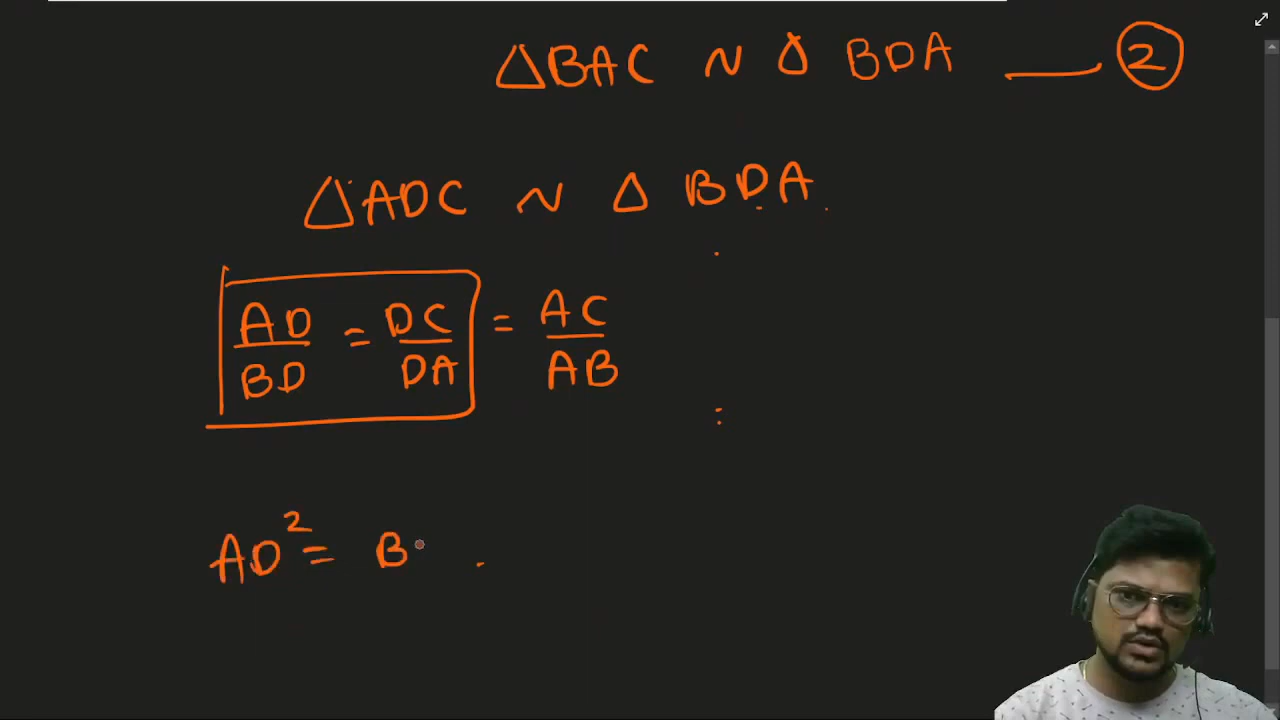 △BAC ~ △ BDA —— ②
△ADC ~ △ BDA
AD/BD = DC/DA = AC/AB
AD² = B